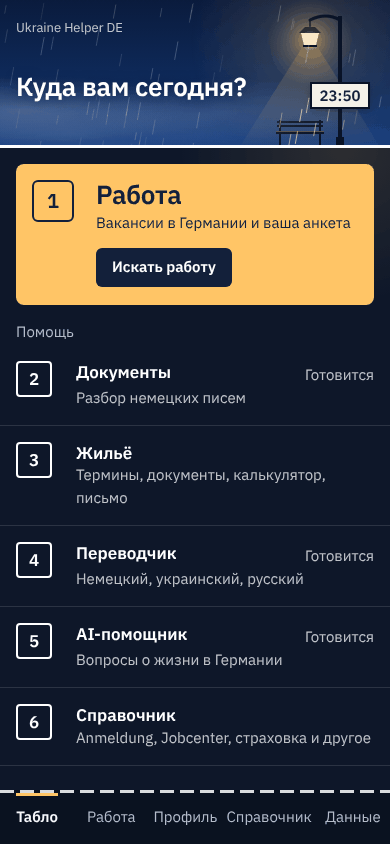 Ukraine Helper DE
Куда вам сегодня?
23:50
1
Работа
Вакансии в Германии и ваша анкета
Искать работу
Помощь
2
Документы
Готовится
Разбор немецких писем
3
Жильё
Термины, документы, калькулятор,
письмо
4
Переводчик
Готовится
Немецкий, украинский, русский
5
AI-помощник
Готовится
Вопросы о жизни в Германии
6
Справочник
Anmeldung, Jobcenter, страховка и другое
Табло Работа Профиль Справочник Данные